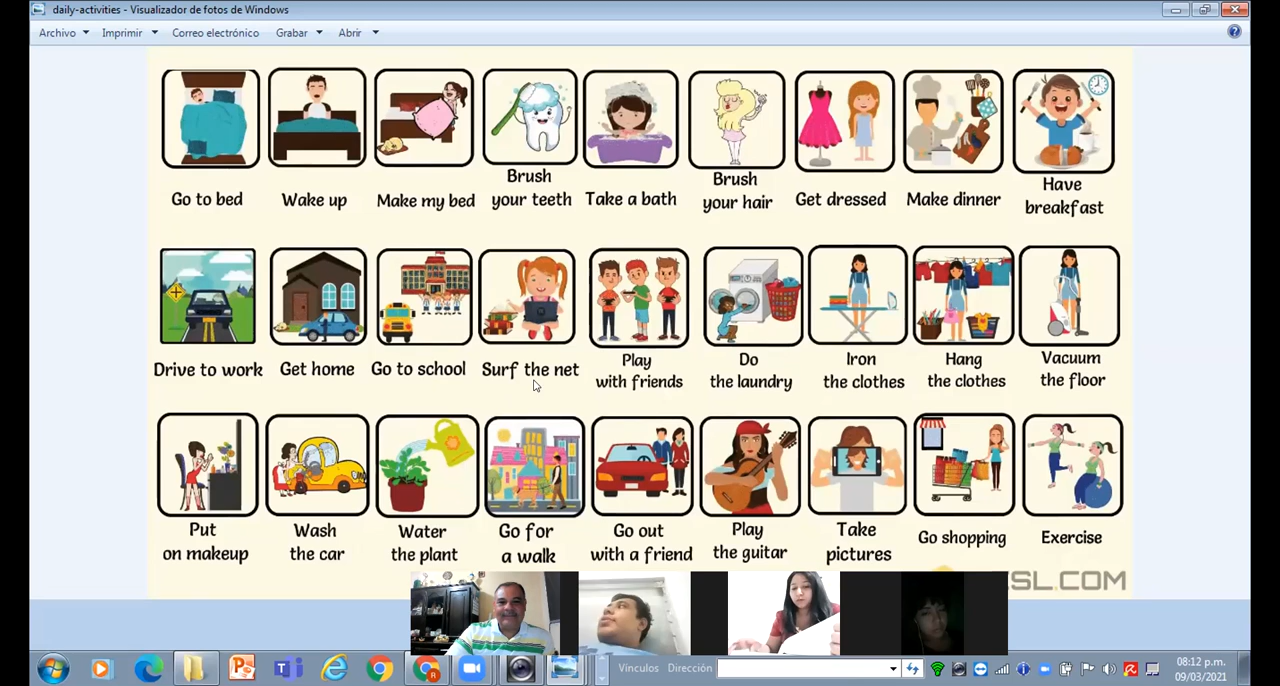 daily-activities - Visualizador de fotos de Windows
Archivo Imprimir Correo electrónico Grabar Abrir
Go to bed
Wake up
Make my bed
Brush
your teeth
Take a bath
Brush
your hair
Get dressed
Make dinner
Have
breakfast
Drive to work
Get home
Go to school
Surf the net
Play
with friends
Do
the laundry
Iron
the clothes
Hang
the clothes
Vacuum
the floor
Put
on makeup
Wash
the car
Water
the plant
Go for
a walk
Go out
with a friend
Play
the guitar
Take
pictures
Go shopping
Exercise
ESL.COM
Vínculos Dirección
08:12 p.m.
09/03/2021